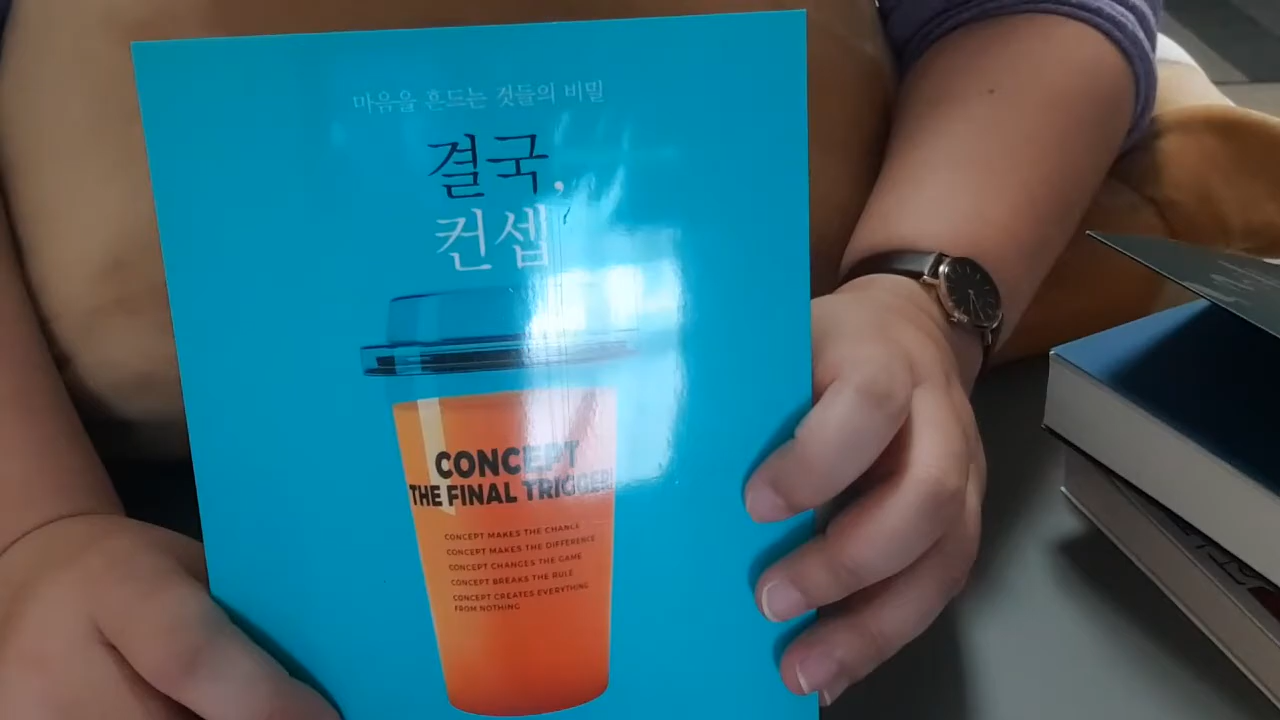 마음을 흔드는 것들의 비밀
결국,
컨셉
CONCEPT
THE FINAL TRIGGER
CONCEPT MAKES THE CHANCE
CONCEPT MAKES THE DIFFERENCE
CONCEPT CHANGES THE GAME
CONCEPT BREAKS THE RULE
CONCEPT CREATES EVERYTHING
FROM NOTHING